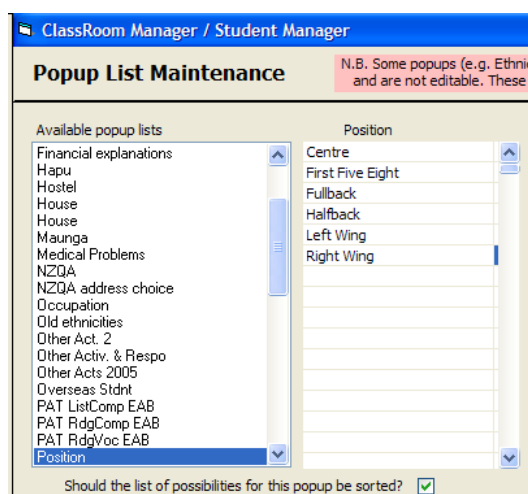 ClassRoom Manager / Student Manager
Popup List Maintenance
N.B. Some popups (e.g. Ethni
and are not editable. These
Available popup lists
Financial explanations
Hapu
Hostel
House
House
Maunga
Medical Problems
NZQA
NZQA address choice
Occupation
Old ethnicities
Other Act. 2
Other Activ. & Respo
Other Acts 2005
Overseas Stdnt
PAT ListComp EAB
PAT RdgComp EAB
PAT RdgVoc EAB
Position
Position
Centre
First Five Eight
Fullback
Halfback
Left Wing
Right Wing
Should the list of possibilities for this popup be sorted?